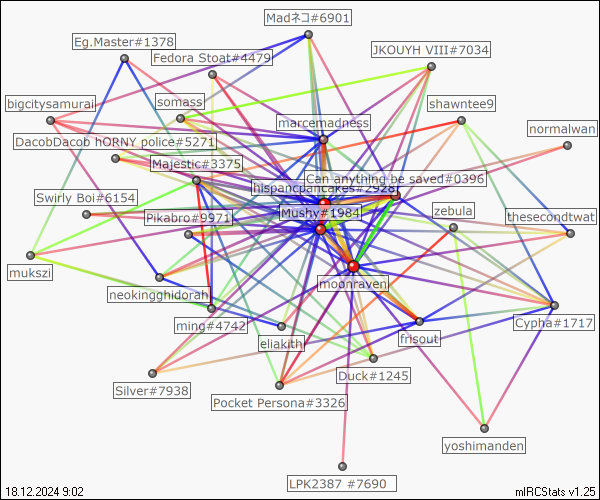 Madネコ#6901
Eg.Master#1378
JKOUYH VIII#7034
Fedora Stoat#4479
bigcitysamurai
somass
shawntee9
marcemadness
normalwan
DacobDacob hORNY police#5271
Majestic#3375
Can anything be saved#0396
hispanicjancakes#2928
Swirly Boi#6154
Mushy#1984
Pikabro#9971
zebula
thesecondtwat
mukszi
moonraven
neokingghidorah
ming#4742
Cypha#1717
eliakith
frisout
Duck#1245
Silver#7938
Pocket Persona#3326
yoshimanden
LPK2387 #7690
18.12.2024 9:02
mIRCStats v1.25